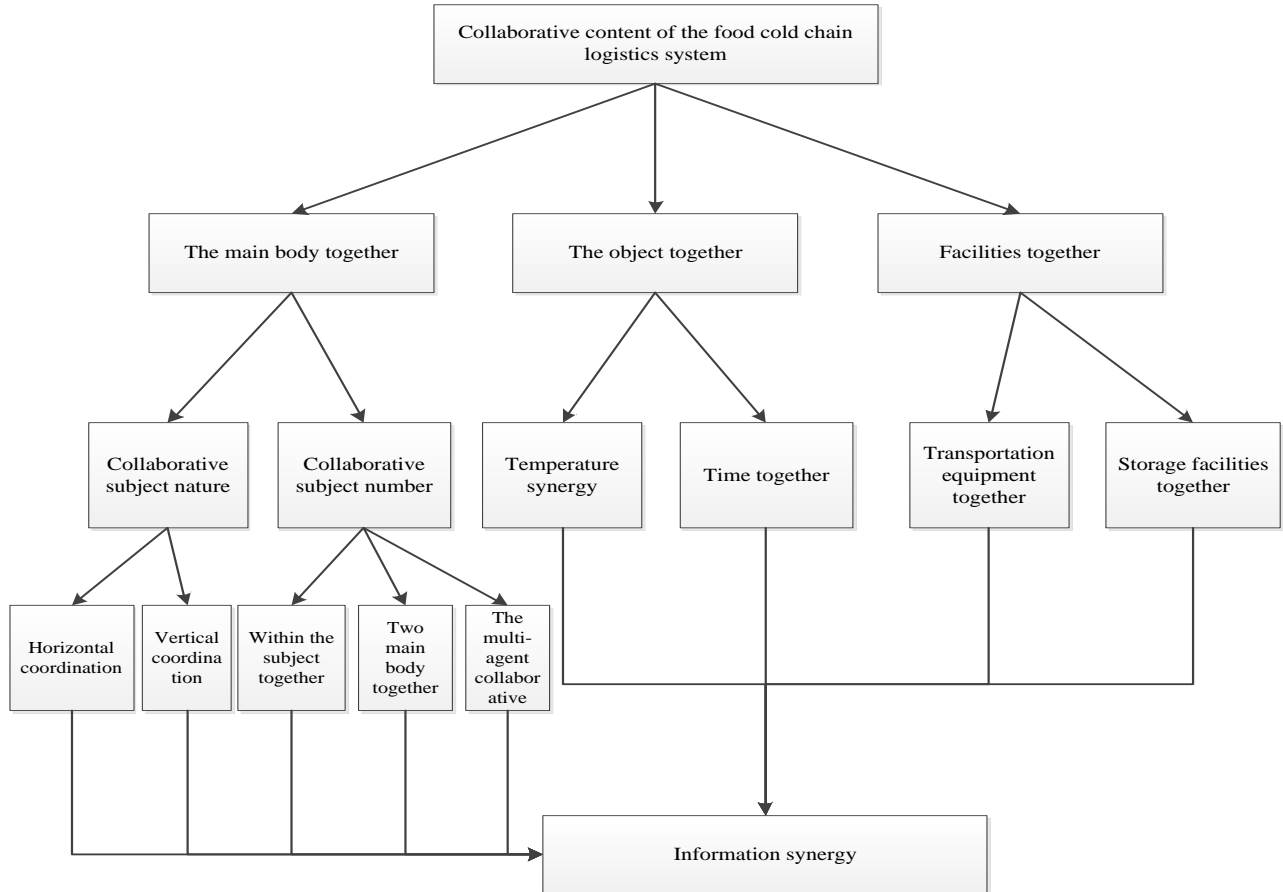 Collaborative content of the food cold chain
logistics system
The main body together
The object together
Facilities together
Collaborative
subject nature
Collaborative
subject number
Temperature
synergy
Time together
Transportation
equipment
together
Storage facilities
together
Horizontal
coordination
Vertical
coordina
tion
Within the
subject
together
Two
main
body
together
The
multi-
agent
collabor
ative
Information synergy